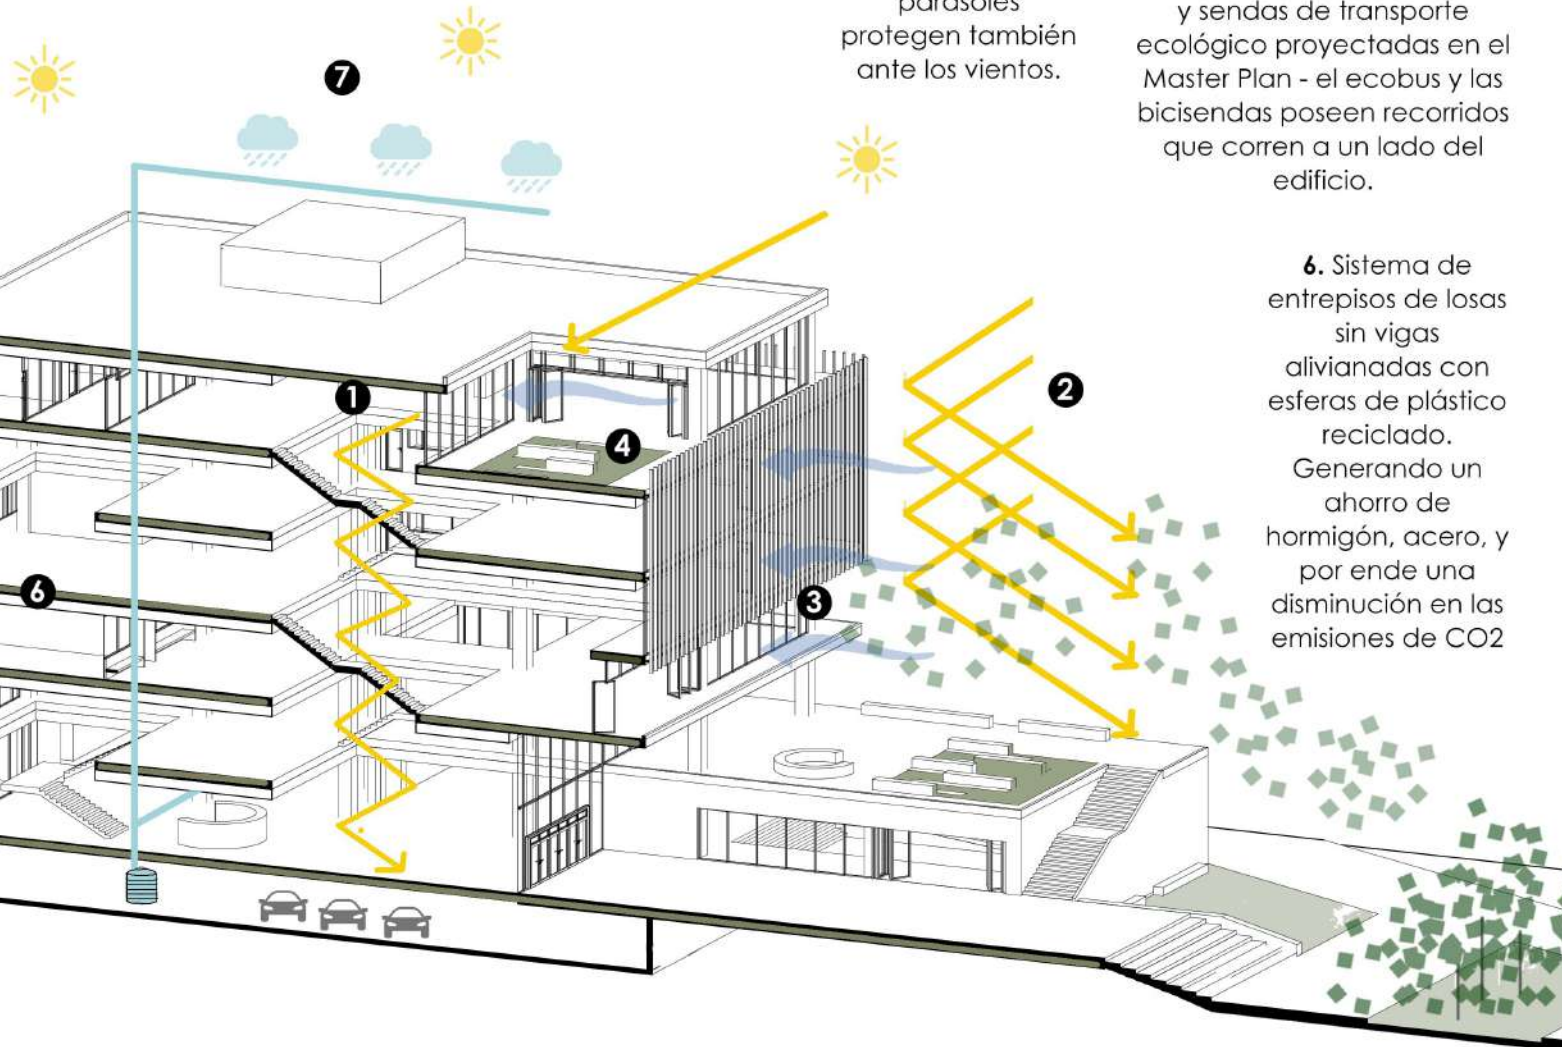 parasoles
protegen también
ante los vientos.
y sendas de transporte
ecológico proyectadas en el
Master Plan - el ecobus y las
bicisendas poseen recorridos
que corren a un lado del
edificio.
6. Sistema de
entrepisos de losas
sin vigas
alivianadas con
esferas de plástico
reciclado.
Generando un
ahorro de
hormigón, acero, y
por ende una
disminución en las
emisiones de CO2
7
1
2
4
3
6